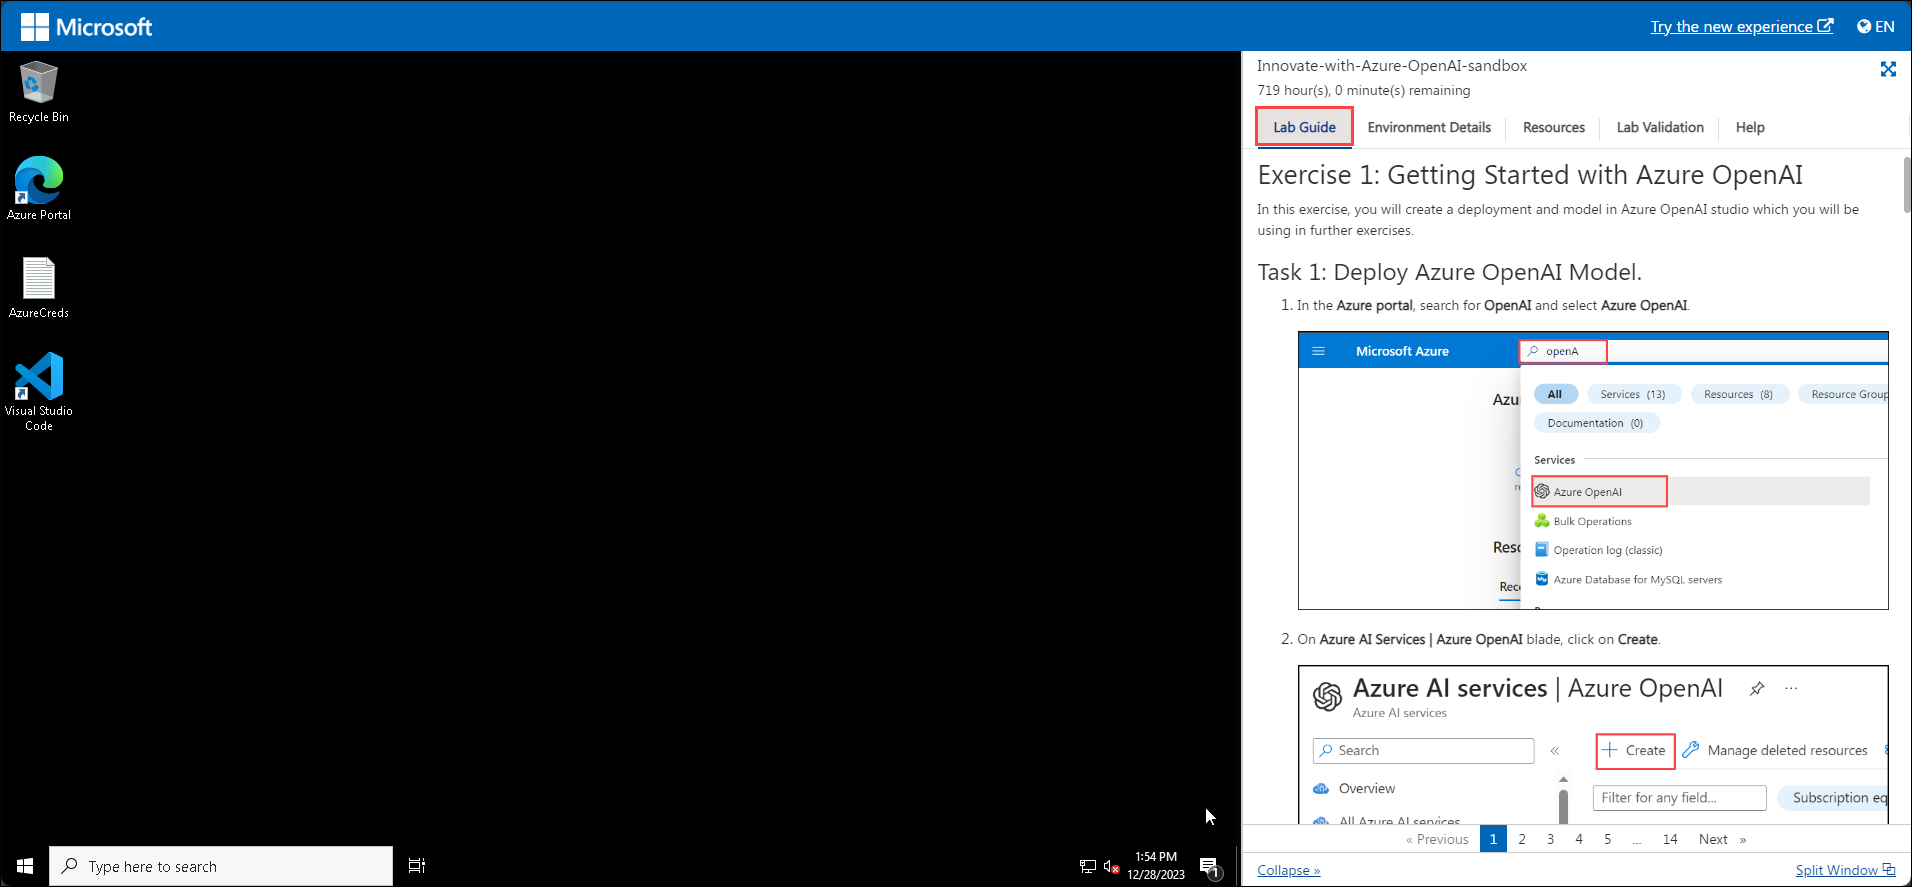 Microsoft
Try the new experience
EN
Recycle Bin
Azure Portal
AzureCreds
Visual Studio
Code
Type here to search
1:54 PM
12/28/2023
1
Innovate-with-Azure-OpenAI-sandbox
719 hour(s), 0 minute(s) remaining
Lab Guide
Environment Details
Resources
Lab Validation
Help
Exercise 1: Getting Started with Azure OpenAI
In this exercise, you will create a deployment and model in Azure OpenAI studio which you will be
using in further exercises.
Task 1: Deploy Azure OpenAI Model.
1. In the Azure portal, search for OpenAI and select Azure OpenAI.
Microsoft Azure
openA
All
Services (13)
Resources (8)
Resource Group
Azu
Documentation (0)
Services
Azure OpenAI
Bulk Operations
Reso
Operation log (classic)
Azure Database for MySQL servers
Rece
2. On Azure AI Services | Azure OpenAI blade, click on Create.
Azure AI services | Azure OpenAI
...
Azure AI services
Search
«
Create
Manage deleted resources
Overview
Filter for any field...
Subscription eq
All Azure AI services
« Previous 1 2 3 4 5 ... 14 Next »
Collapse »
Split Window